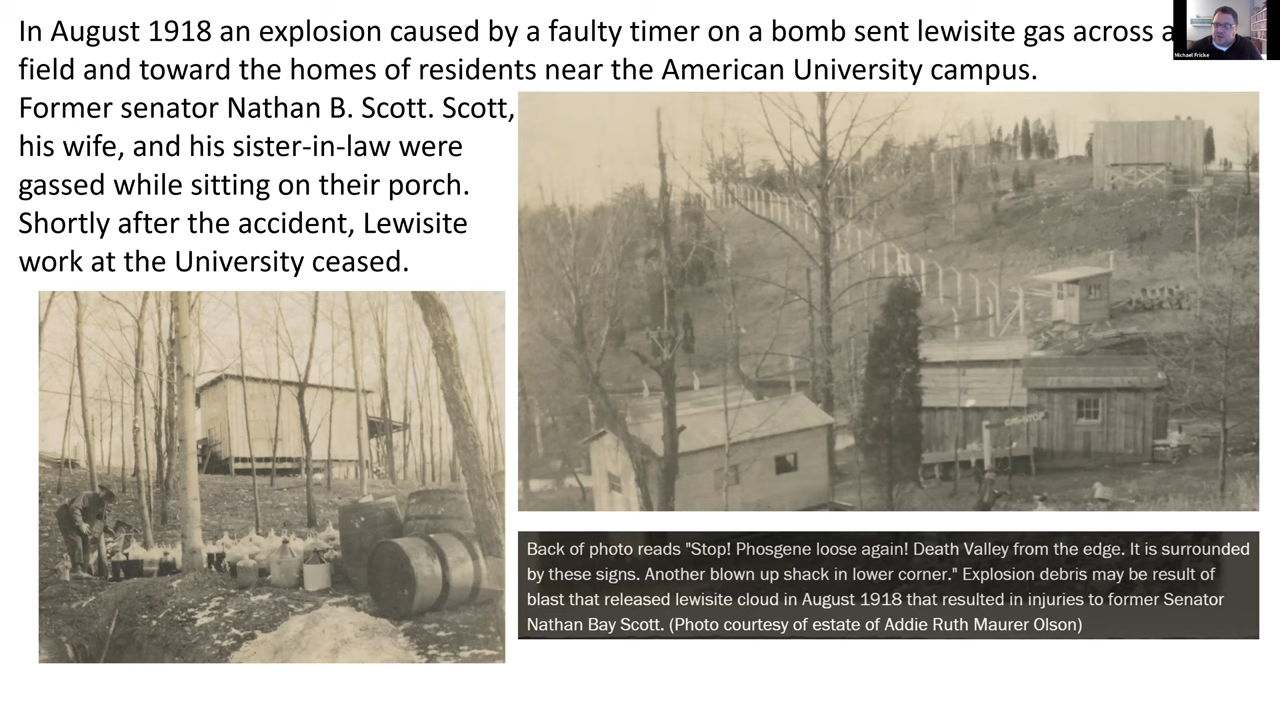 In August 1918 an explosion caused by a faulty timer on a bomb sent lewisite gas across a
field and toward the homes of residents near the American University campus.
Former senator Nathan B. Scott. Scott,
his wife, and his sister-in-law were
gassed while sitting on their porch.
Shortly after the accident, Lewisite
work at the University ceased.
Michael Fricke
Back of photo reads "Stop! Phosgene loose again! Death Valley from the edge. It is surrounded
by these signs. Another blown up shack in lower corner." Explosion debris may be result of
blast that released lewisite cloud in August 1918 that resulted in injuries to former Senator
Nathan Bay Scott. (Photo courtesy of estate of Addie Ruth Maurer Olson)